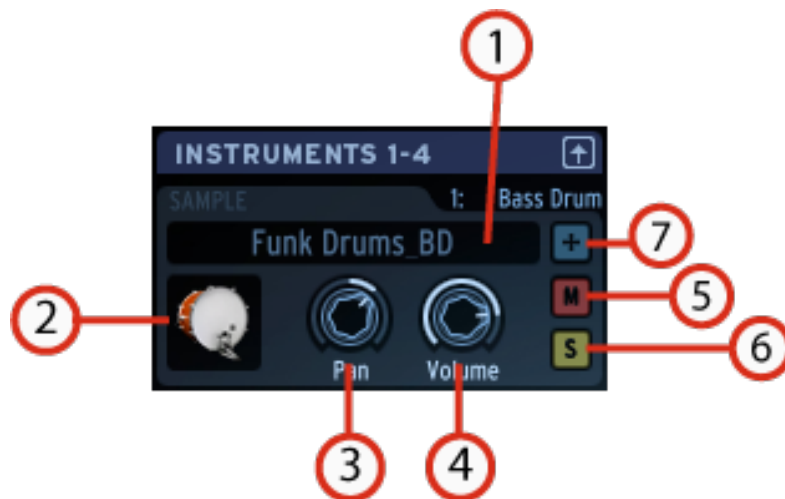 1
INSTRUMENTS 1-4
SAMPLE 1: Bass Drum
Funk Drums_BD +
7
2
M
5
S
6
Pan Volume
3 4